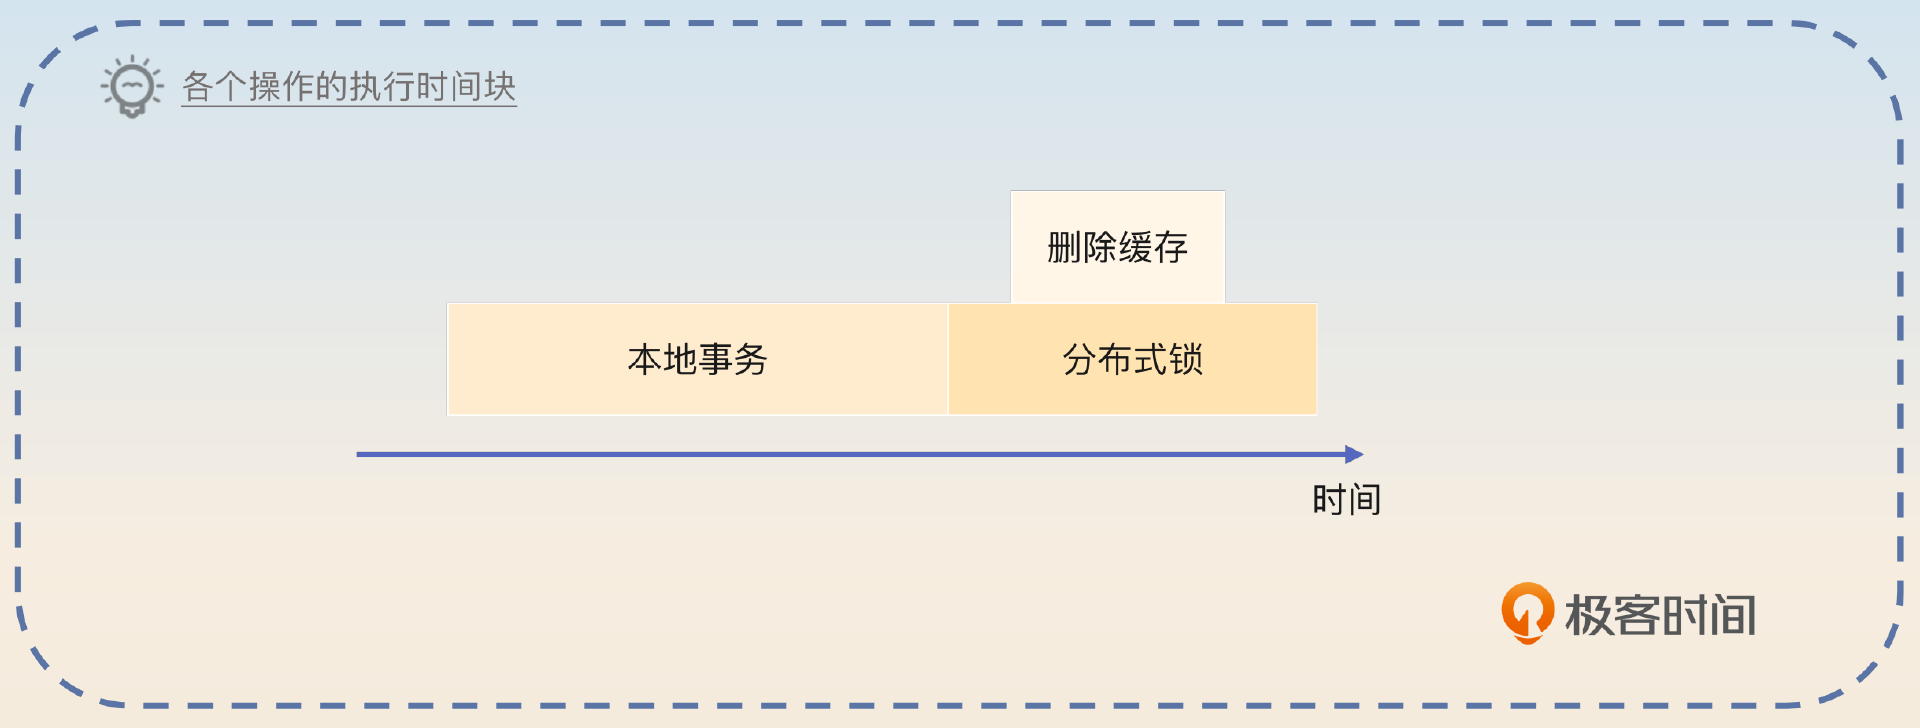 各个操作的执行时间块
删除缓存
本地事务
分布式锁
时间
极客时间